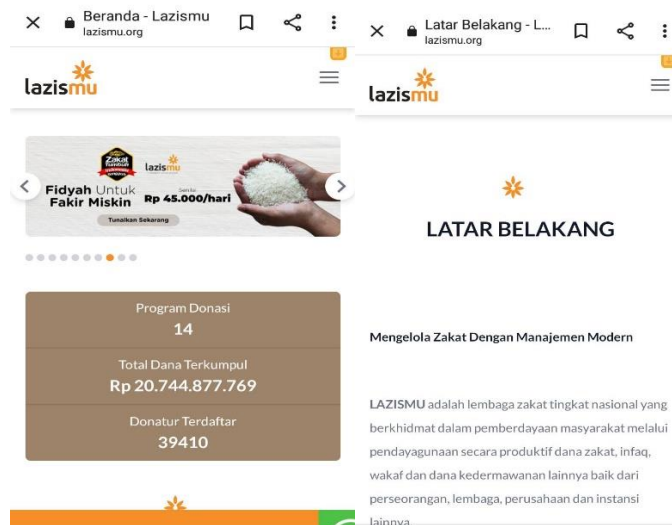 Beranda - Lazismu
lazismu.org
lazismu
Zakat
Tumbuh
lazismu
Fidyah Untuk
Fakir Miskin
Rp 45.000/hari
Tunaikan Sekarang
Program Donasi
14
Total Dana Terkumpul
Rp 20.744.877.769
Donatur Terdaftar
39410
Latar Belakang - L...
lazismu.org
lazismu
LATAR BELAKANG
Mengelola Zakat Dengan Manajemen Modern
LAZISMU adalah lembaga zakat tingkat nasional yang
berkhidmat dalam pemberdayaan masyarakat melalui
pendayagunaan secara produktif dana zakat, infaq,
wakaf dan dana kedermawanan lainnya baik dari
perseorangan, lembaga, perusahaan dan instansi
lainnya